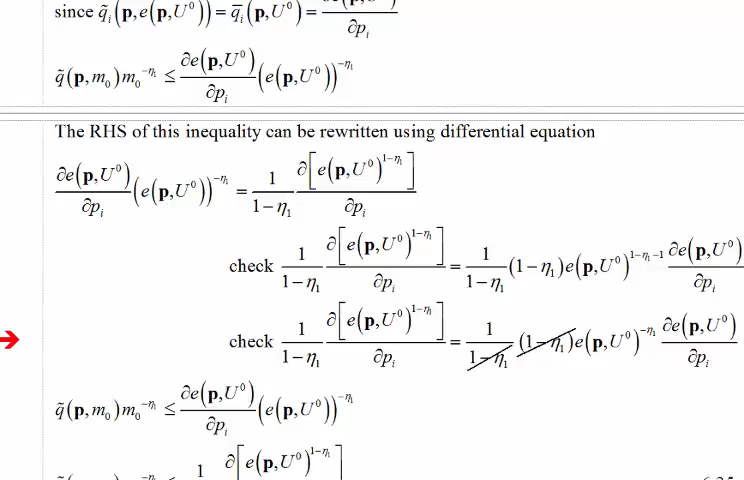 since q̃ᵢ(p,e(p,U⁰)) = q̄ᵢ(p,U⁰) = ∂e(p,U⁰)/∂pᵢ
q̃(p,m₀)m₀^(−η₁) ≤ ∂e(p,U⁰)/∂pᵢ (e(p,U⁰))^(−η₁)
The RHS of this inequality can be rewritten using differential equation
∂e(p,U⁰)/∂pᵢ (e(p,U⁰))^(−η₁) = 1/(1−η₁) ∂[e(p,U⁰)^(1−η₁)]/∂pᵢ
check 1/(1−η₁) ∂[e(p,U⁰)^(1−η₁)]/∂pᵢ = 1/(1−η₁) (1−η₁)e(p,U⁰)^(1−η₁−1) ∂e(p,U⁰)/∂pᵢ
check 1/(1−η₁) ∂[e(p,U⁰)^(1−η₁)]/∂pᵢ = 1/(1−η₁) (1−η₁)e(p,U⁰)^(−η₁) ∂e(p,U⁰)/∂pᵢ
q̃(p,m₀)m₀^(−η₁) ≤ ∂e(p,U⁰)/∂pᵢ (e(p,U⁰))^(−η₁)
1 ∂[e(p,U⁰)^(1−η₁)]